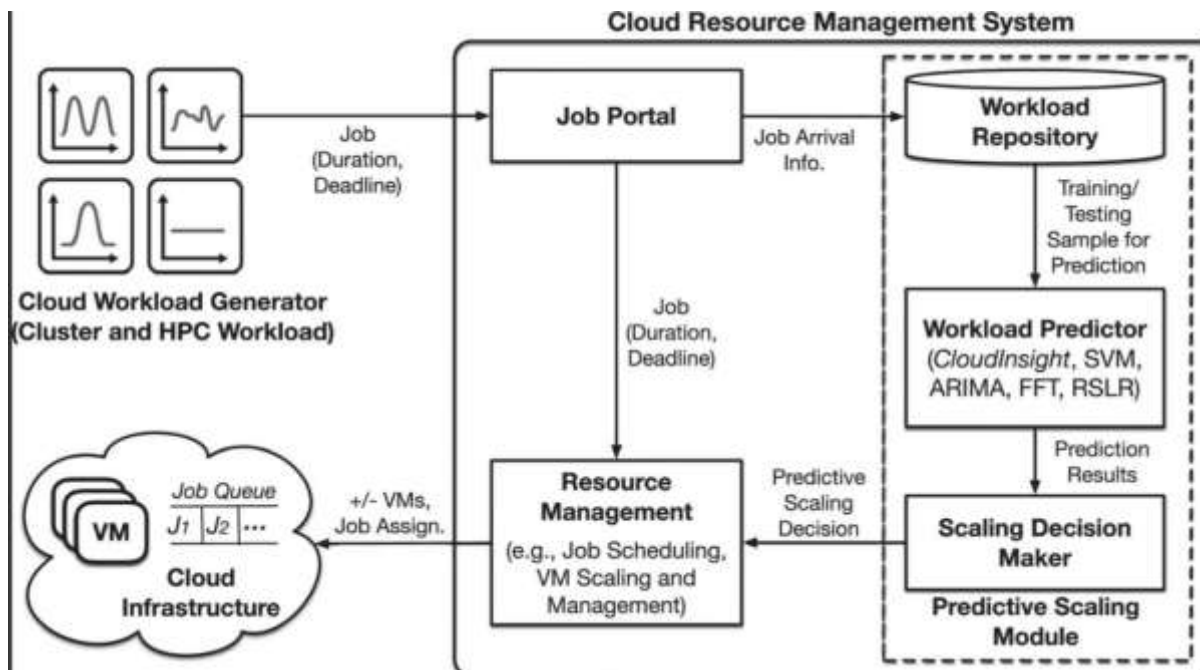 Cloud Resource Management System
Job
(Duration,
Deadline)
Cloud Workload Generator
(Cluster and HPC Workload)
Job Portal
Job Arrival
Info.
Workload
Repository
Training/
Testing
Sample for
Prediction
Job
(Duration,
Deadline)
Workload Predictor
(CloudInsight, SVM,
ARIMA, FFT, RSLR)
Prediction
Results
Scaling Decision
Maker
Predictive Scaling
Module
Predictive
Scaling
Decision
Resource
Management
(e.g., Job Scheduling,
VM Scaling and
Management)
+/- VMs,
Job Assign.
VM
Job Queue
J1 J2 •••
Cloud
Infrastructure